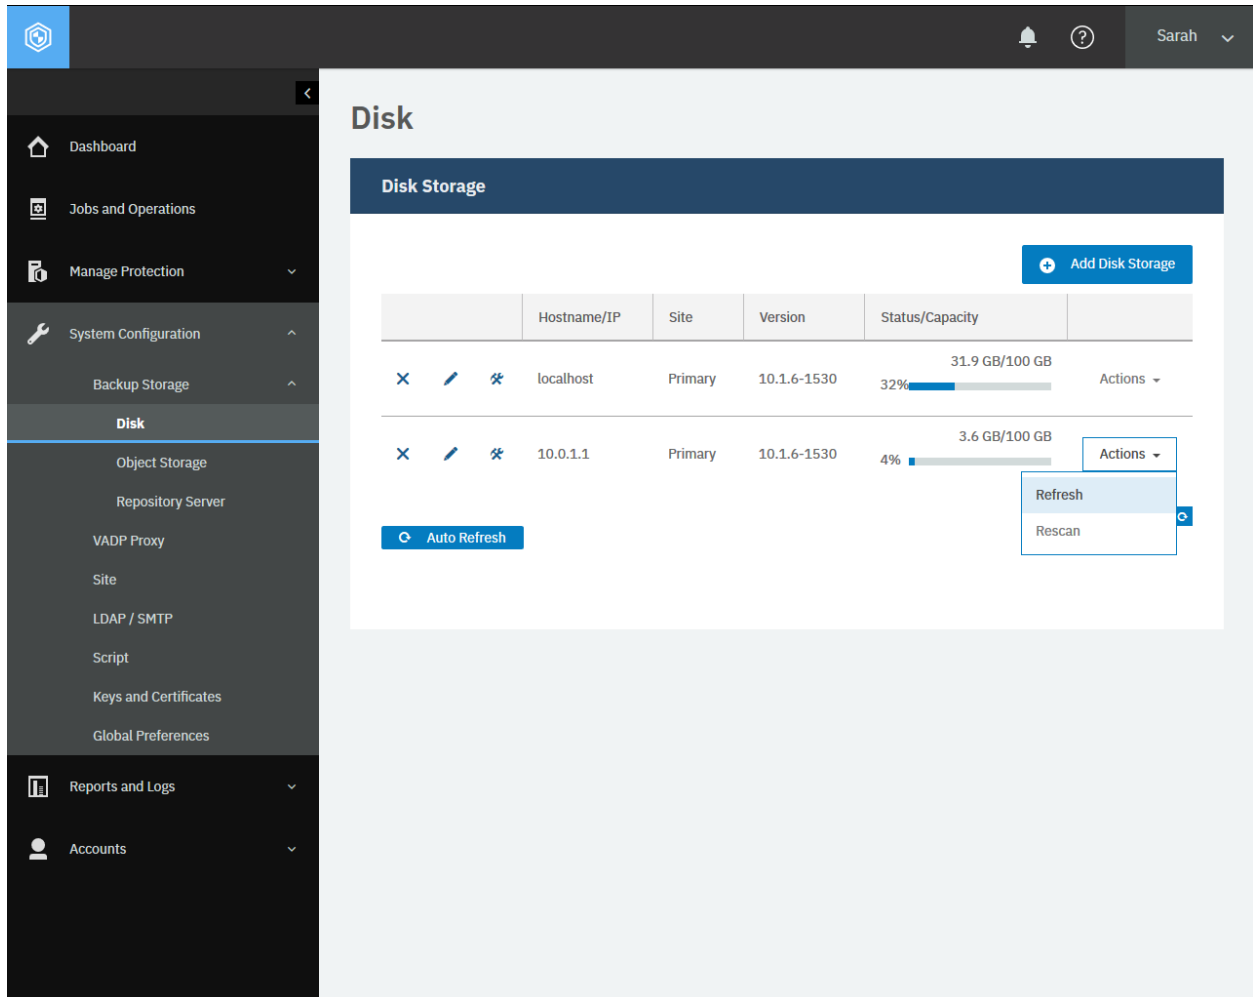 Sarah
Dashboard
Jobs and Operations
Manage Protection
System Configuration
Backup Storage
Disk
Object Storage
Repository Server
VADP Proxy
Site
LDAP / SMTP
Script
Keys and Certificates
Global Preferences
Reports and Logs
Accounts
Disk
Disk Storage
Add Disk Storage
Hostname/IP Site Version Status/Capacity
31.9 GB/100 GB
localhost Primary 10.1.6-1530 32% Actions
3.6 GB/100 GB
10.0.1.1 Primary 10.1.6-1530 4% Actions
Refresh
Rescan
Auto Refresh